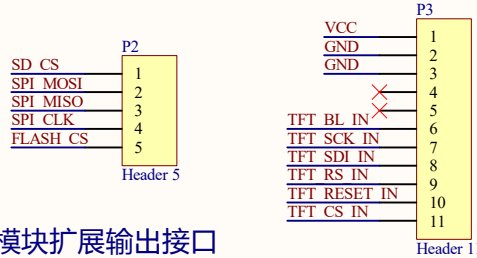 P2
SD_CS 1
SPI_MOSI 2
SPI_MISO 3
SPI_CLK 4
FLASH_CS 5
Header 5
P3
VCC 1
GND 2
GND 3
4
5
TFT_BL_IN 6
TFT_SCK_IN 7
TFT_SDI_IN 8
TFT_RS_IN 9
TFT_RESET_IN 10
TFT_CS_IN 11
Header 1
模块扩展输出接口